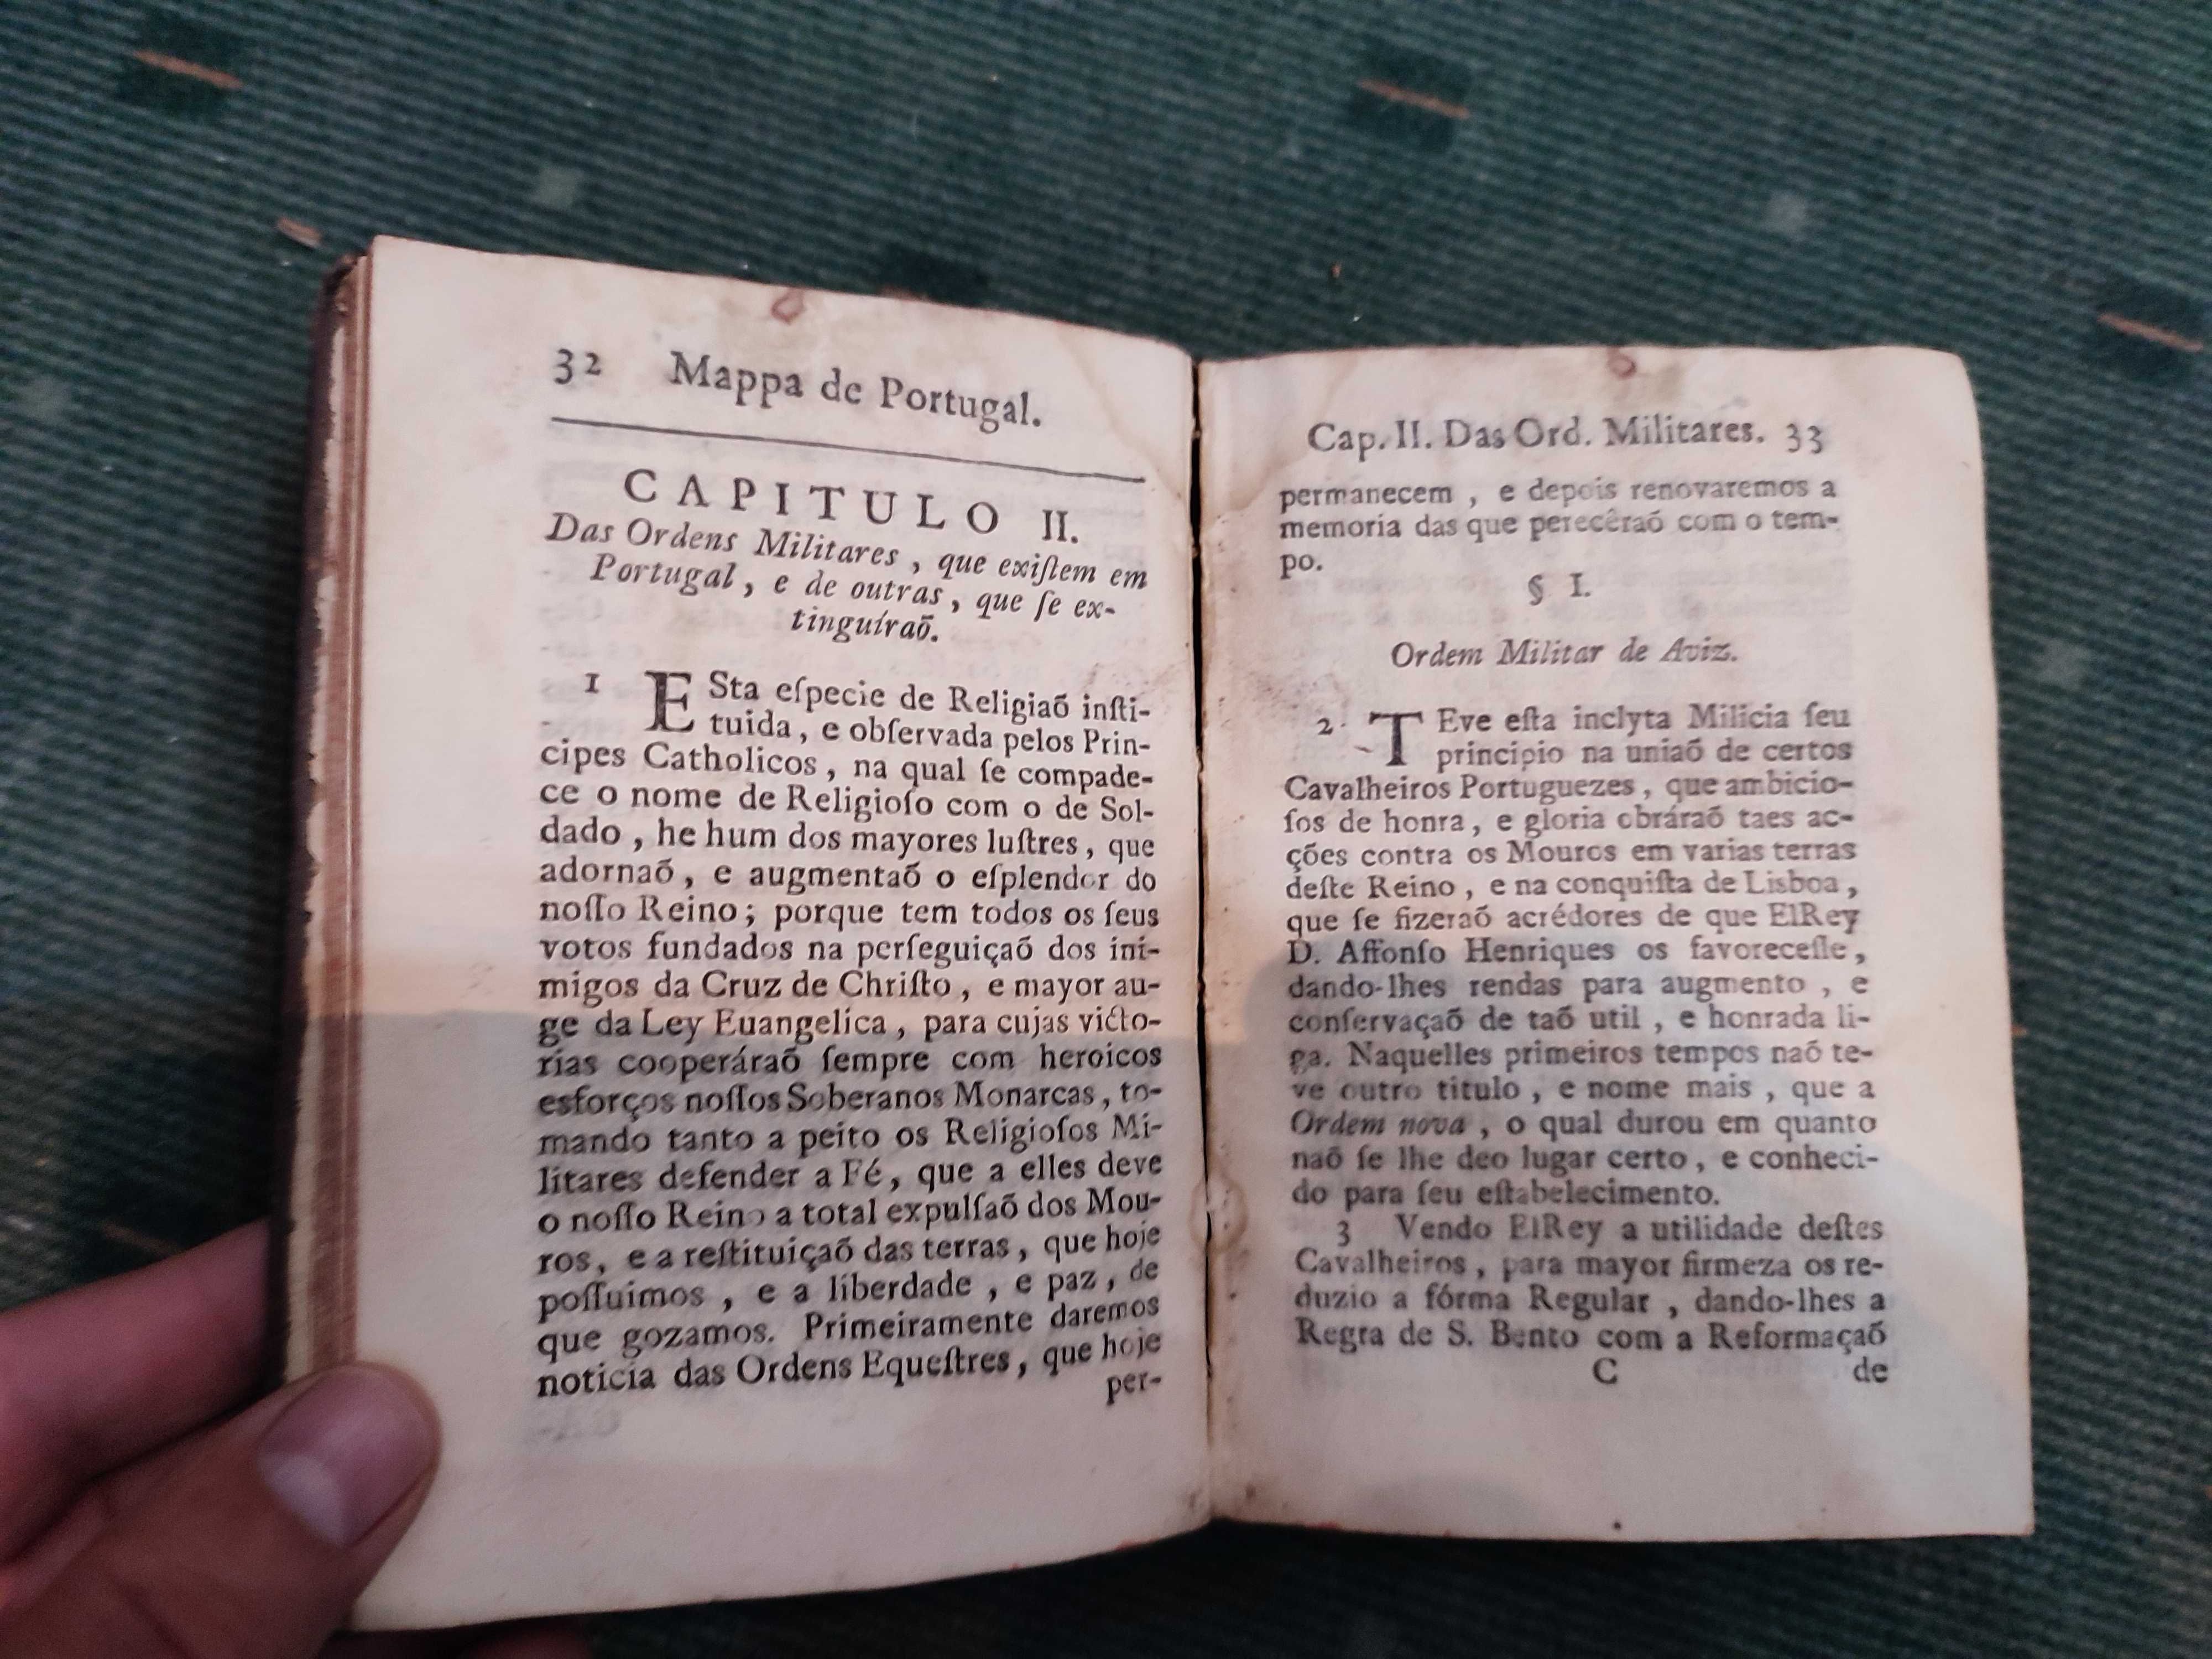 32 Mappa de Portugal.
CAPITULO II.
Das Ordens Militares , que exiſtem em
Portugal , e de outras , que ſe ex-
tinguíraõ.
1 ESta eſpecie de Religiaõ inſti-
tuida , e obſervada pelos Prin-
cipes Catholicos , na qual ſe compade-
ce o nome de Religioſo com o de Sol-
dado , he hum dos mayores luſtres , que
adornaõ , e augmentaõ o eſplendor do
noſſo Reino ; porque tem todos os ſeus
votos fundados na perſeguiçaõ dos ini-
migos da Cruz de Chriſto , e mayor au-
ge da Ley Euangelica , para cujas victo-
rias cooperáraõ ſempre com heroicos
esforços noſſos Soberanos Monarcas , to-
mando tanto a peito os Religioſos Mi-
litares defender a Fé , que a elles deve
o noſſo Reino a total expulſaõ dos Mou-
ros , e a reſtituiçaõ das terras , que hoje
poſſuimos , e a liberdade , e paz , de
que gozamos. Primeiramente daremos
noticia das Ordens Equeſtres , que hoje
per-
Cap. II. Das Ord. Militares. 33
permanecem , e depois renovaremos a
memoria das que perecêraõ com o tem-
po.
§ I.
Ordem Militar de Aviz.
2 TEve eſta inclyta Milicia ſeu
principio na uniaõ de certos
Cavalheiros Portuguezes , que ambicio-
ſos de honra , e gloria obráraõ taes ac-
ções contra os Mouros em varias terras
deſte Reino , e na conquiſta de Lisboa ,
que ſe fizeraõ acrédores de que ElRey
D. Affonſo Henriques os favoreceſſe ,
dando-lhes rendas para augmento , e
conſervaçaõ de taõ util , e honrada li-
ga. Naquelles primeiros tempos naõ te-
ve outro titulo , e nome mais , que a
Ordem nova , o qual durou em quanto
naõ ſe lhe deo lugar certo , e conheci-
do para ſeu eſtabelecimento.
3 Vendo ElRey a utilidade deſtes
Cavalheiros , para mayor firmeza os re-
duzio a fórma Regular , dando-lhes a
Regra de S. Bento com a Reformaçaõ
C de